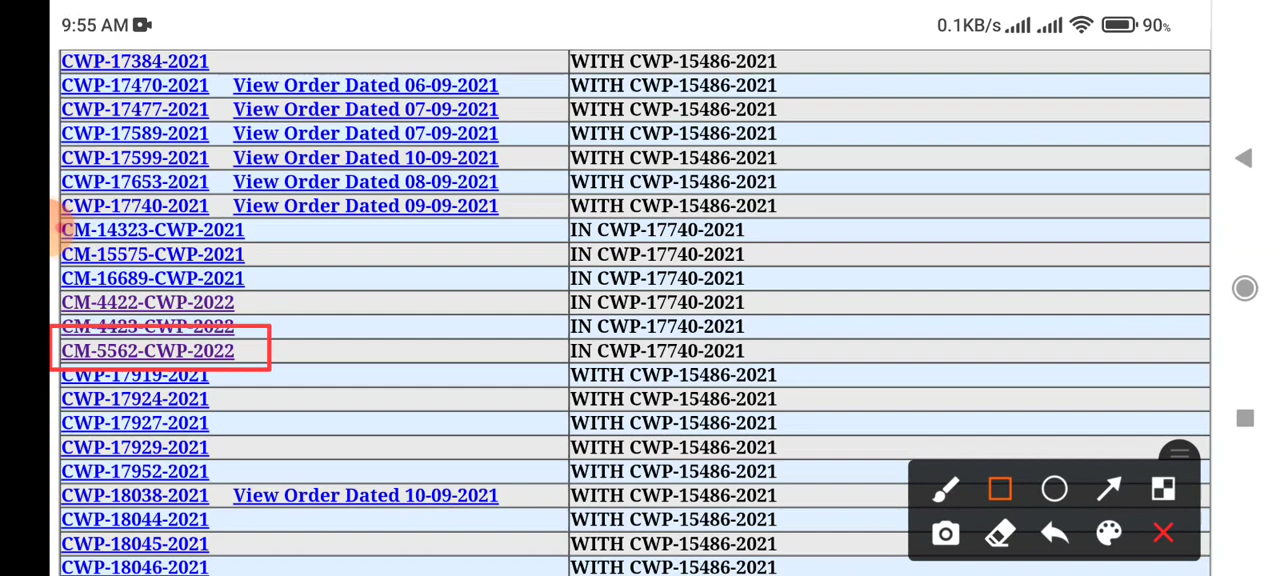 9:55 AM 0.1KB/s 90%
CWP-17384-2021 WITH CWP-15486-2021
CWP-17470-2021 View Order Dated 06-09-2021 WITH CWP-15486-2021
CWP-17477-2021 View Order Dated 07-09-2021 WITH CWP-15486-2021
CWP-17589-2021 View Order Dated 07-09-2021 WITH CWP-15486-2021
CWP-17599-2021 View Order Dated 10-09-2021 WITH CWP-15486-2021
CWP-17653-2021 View Order Dated 08-09-2021 WITH CWP-15486-2021
CWP-17740-2021 View Order Dated 09-09-2021 WITH CWP-15486-2021
CM-14323-CWP-2021 IN CWP-17740-2021
CM-15575-CWP-2021 IN CWP-17740-2021
CM-16689-CWP-2021 IN CWP-17740-2021
CM-4422-CWP-2022 IN CWP-17740-2021
CM-4423-CWP-2022 IN CWP-17740-2021
CM-5562-CWP-2022 IN CWP-17740-2021
CWP-17919-2021 WITH CWP-15486-2021
CWP-17924-2021 WITH CWP-15486-2021
CWP-17927-2021 WITH CWP-15486-2021
CWP-17929-2021 WITH CWP-15486-2021
CWP-17952-2021 WITH CWP-15486-2021
CWP-18038-2021 View Order Dated 10-09-2021 WITH CWP-15486-2021
CWP-18044-2021 WITH CWP-15486-2021
CWP-18045-2021 WITH CWP-15486-2021
CWP-18046-2021 WITH CWP-15486-2021